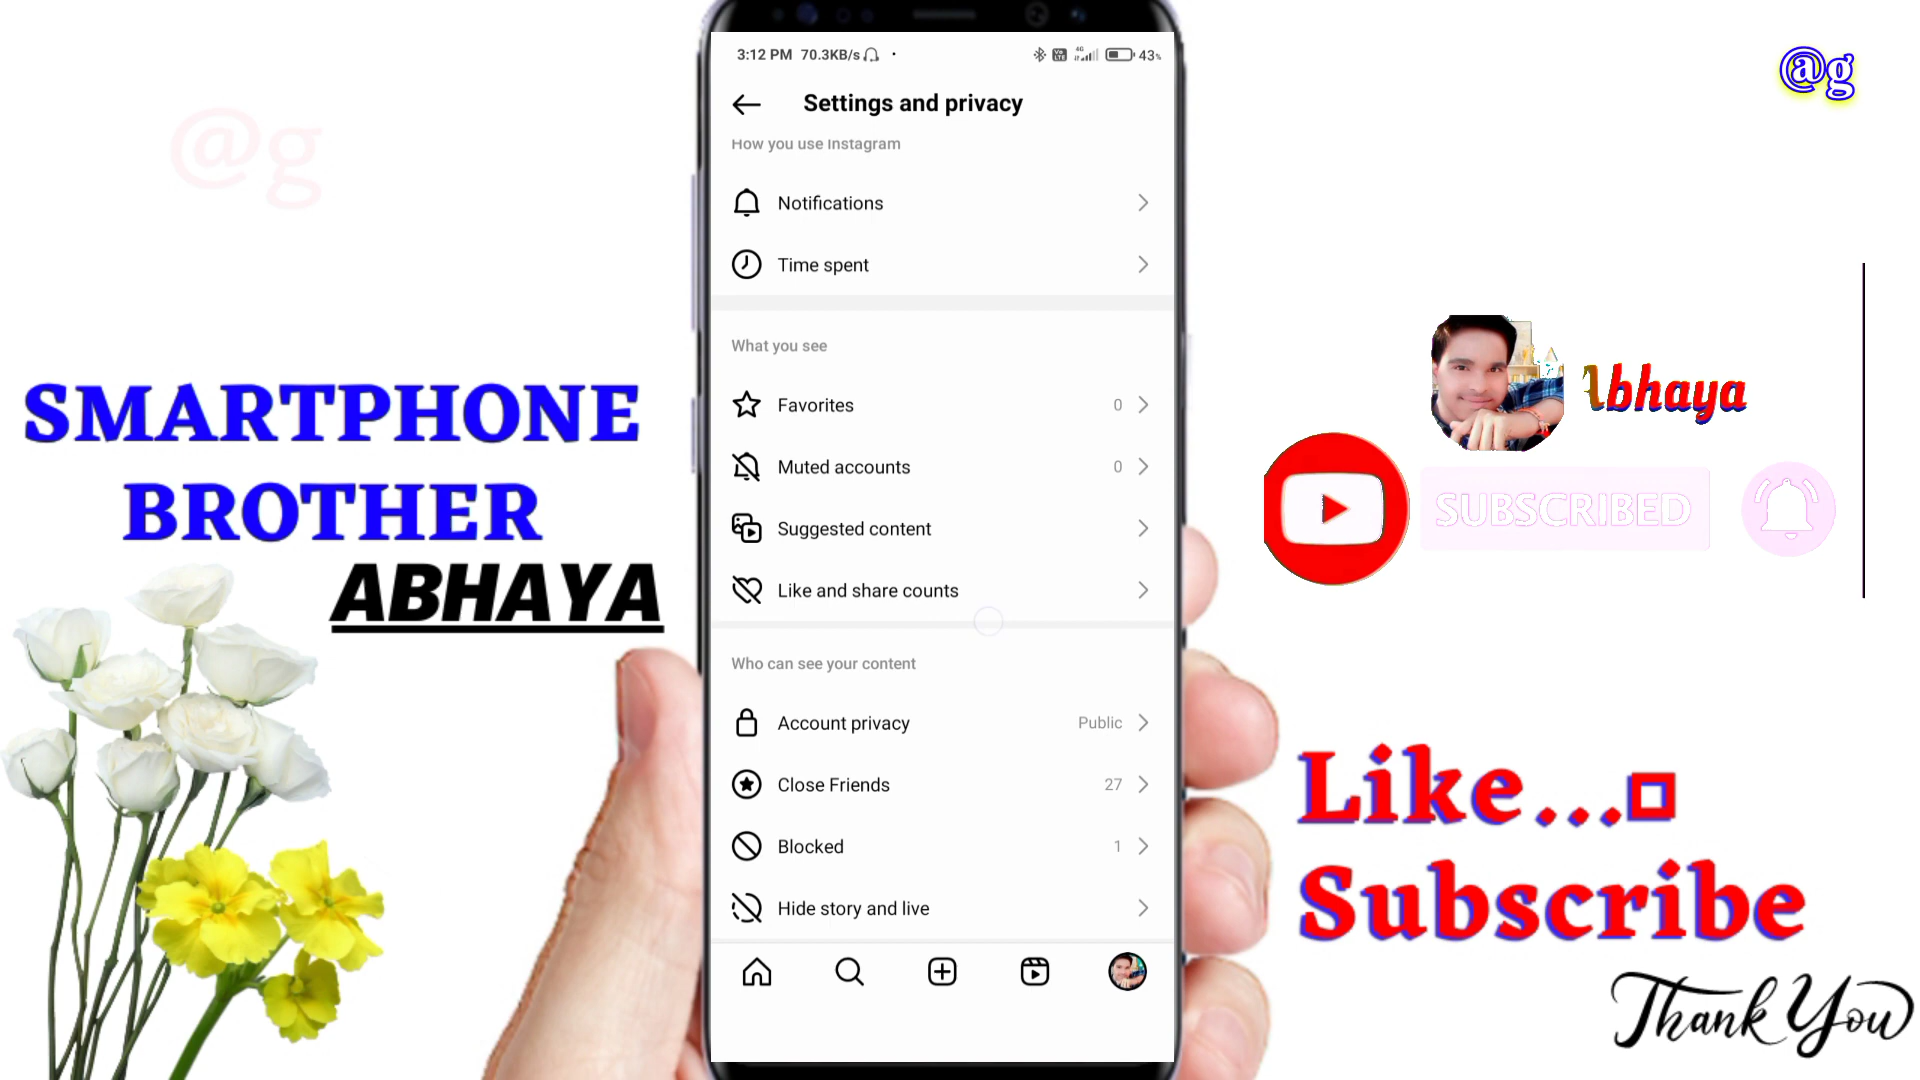 @g
@g
SMARTPHONE
BROTHER
ABHAYA
3:12 PM 70.3KB/s
4G
43%
Settings and privacy
How you use Instagram
Notifications
Time spent
What you see
Favorites 0
Muted accounts 0
Suggested content
Like and share counts
Who can see your content
Account privacy Public
Close Friends 27
Blocked 1
Hide story and live
Abhaya
SUBSCRIBED
Like...
Subscribe
Thank You